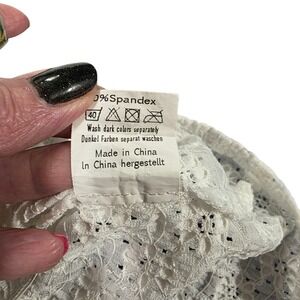 0%Spandex
40
Wash dark colors separately
Dunkel Farben separat waschen
Made in China
In China hergestellt